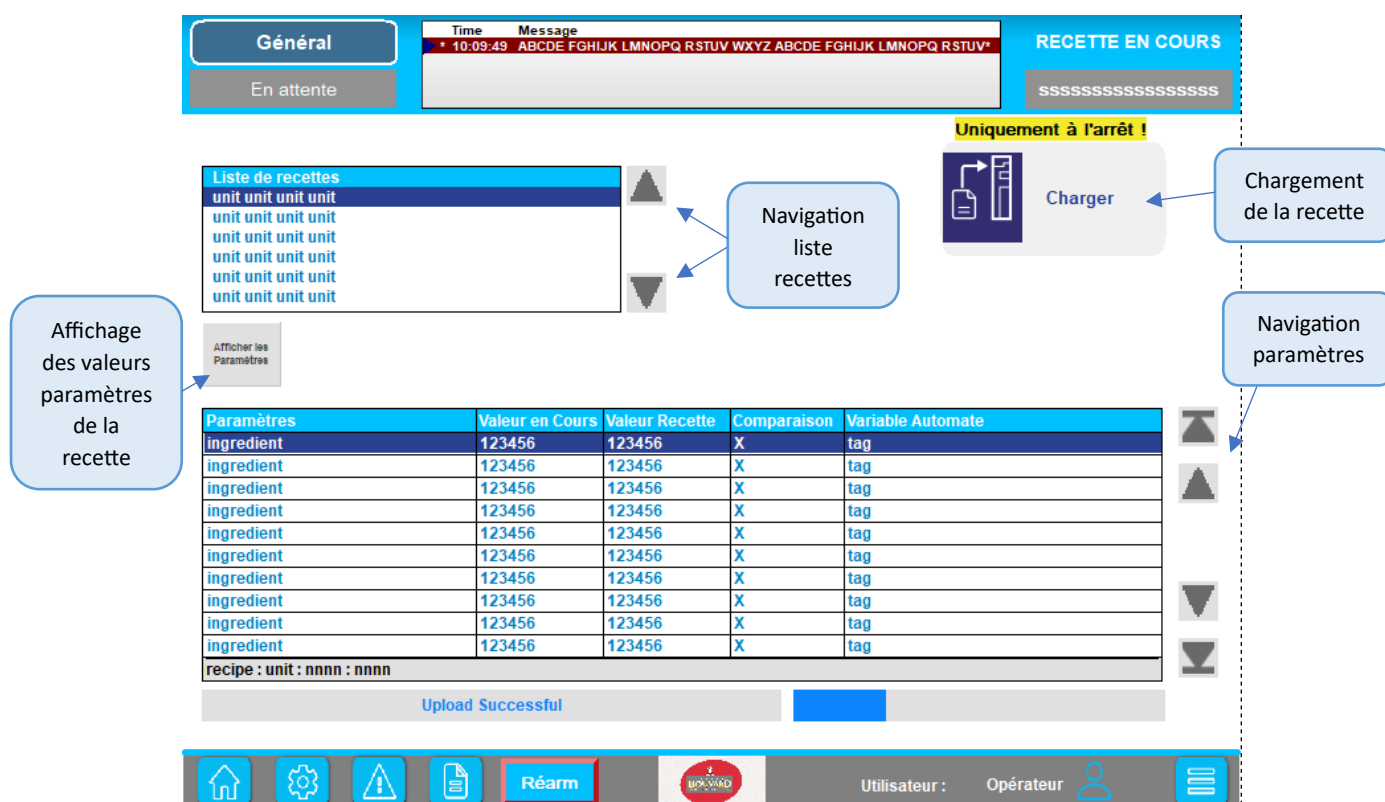 Général
En attente
Time Message
* 10:09:49 ABCDE FGHIJK LMNOPQ RSTUV WXYZ ABCDE FGHIJK LMNOPQ RSTUV*
RECETTE EN COURS
sssssssssssssssss
Uniquement à l'arrêt !
Charger
Chargement
de la recette
Liste de recettes
unit unit unit unit
unit unit unit unit
unit unit unit unit
unit unit unit unit
unit unit unit unit
unit unit unit unit
Navigation
liste
recettes
Affichage
des valeurs
paramètres
de la
recette
Afficher les
Paramètres
Navigation
paramètres
Paramètres Valeur en Cours Valeur Recette Comparaison Variable Automate
ingredient 123456 123456 X tag
ingredient 123456 123456 X tag
ingredient 123456 123456 X tag
ingredient 123456 123456 X tag
ingredient 123456 123456 X tag
ingredient 123456 123456 X tag
ingredient 123456 123456 X tag
ingredient 123456 123456 X tag
ingredient 123456 123456 X tag
ingredient 123456 123456 X tag
recipe : unit : nnnn : nnnn
Upload Successful
Réarm
Utilisateur : Opérateur